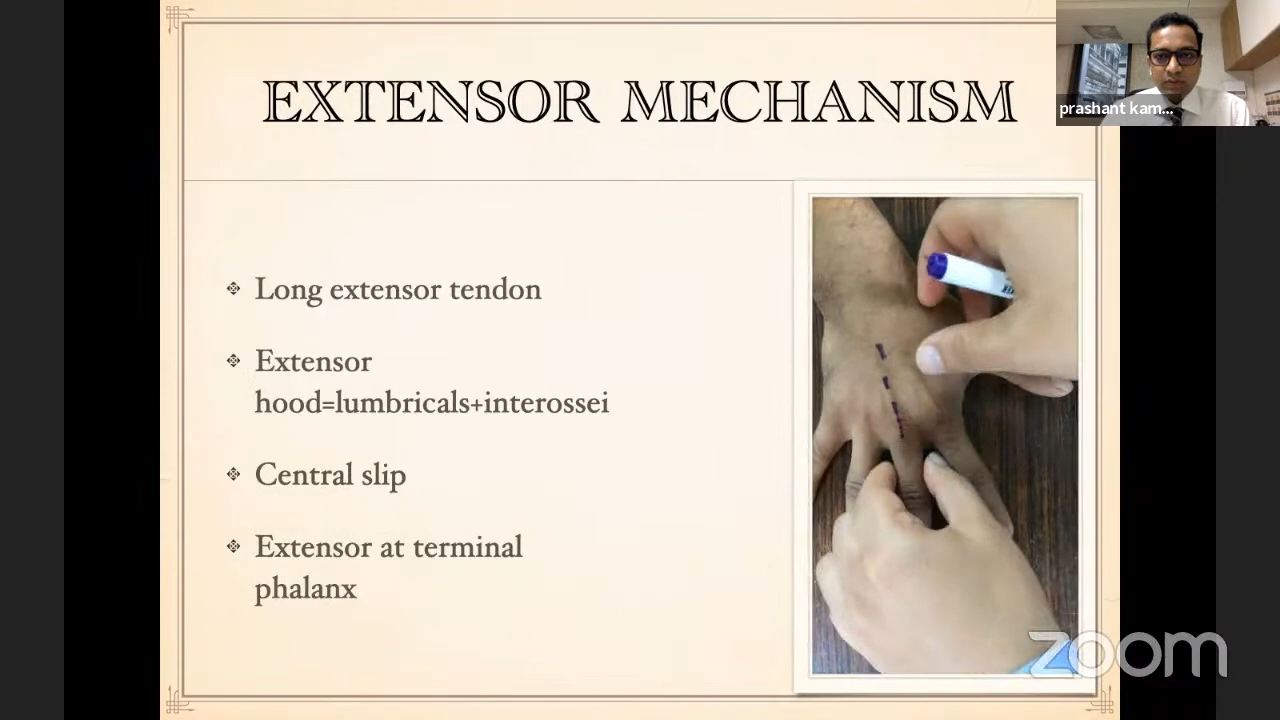 EXTENSOR MECHANISM
prashant kam...
Long extensor tendon
Extensor
hood=lumbricals+interossei
Central slip
Extensor at terminal
phalanx
zoom